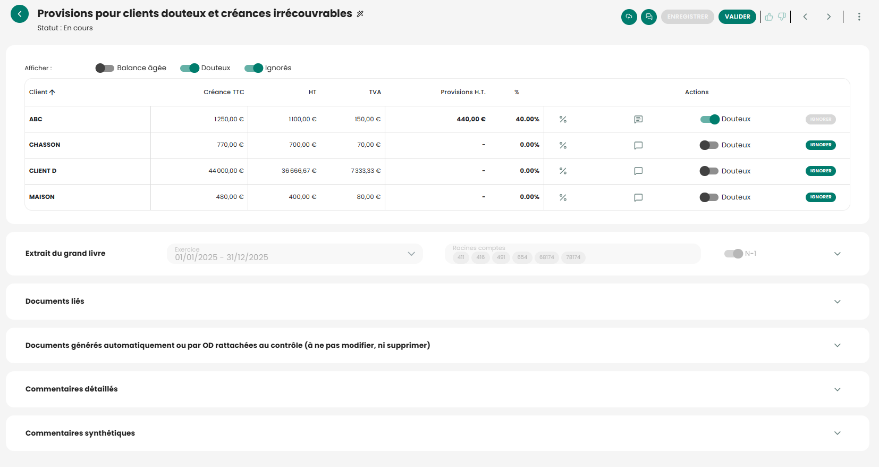 Provisions pour clients douteux et créances irrécouvrables
Statut : En cours
ENREGISTRER
VALIDER
Afficher :
Balance âgée
Douteux
Ignorés
Client
Créance TTC
HT
TVA
Provisions H.T.
%
Actions
ABC 1 250,00 € 1 100,00 € 150,00 € 440,00 € 40.00% Douteux IGNORER
CHASSON 770,00 € 700,00 € 70,00 € - 0.00% Douteux IGNORER
CLIENT D 44 000,00 € 36 666,67 € 7 333,33 € - 0.00% Douteux IGNORER
MAISON 480,00 € 400,00 € 80,00 € - 0.00% Douteux IGNORER
Extrait du grand livre
Exercice
01/01/2025 - 31/12/2025
Racines comptes
411 416 491 654 68174 78174
N-1
Documents liés
Documents générés automatiquement ou par OD rattachées au contrôle (à ne pas modifier, ni supprimer)
Commentaires détaillés
Commentaires synthétiques